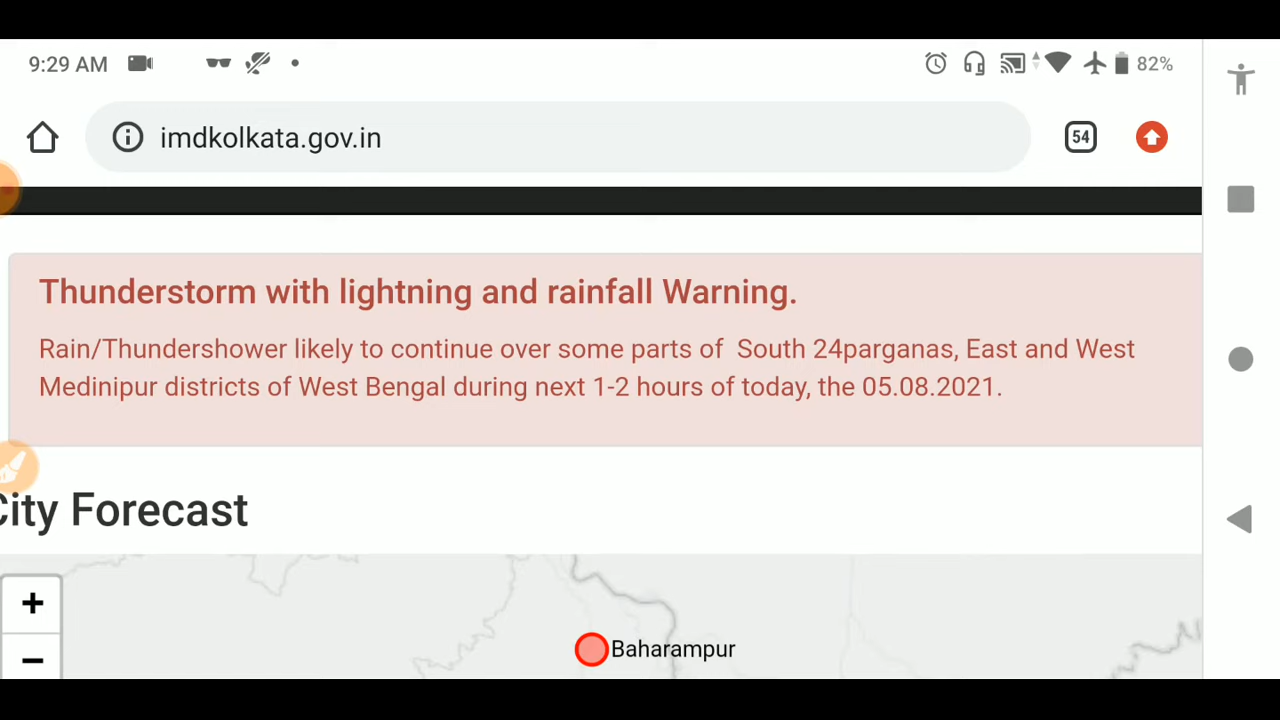 9:29 AM
82%
imdkolkata.gov.in
54
Thunderstorm with lightning and rainfall Warning.
Rain/Thundershower likely to continue over some parts of South 24parganas, East and West
Medinipur districts of West Bengal during next 1-2 hours of today, the 05.08.2021.
City Forecast
+
−
Baharampur